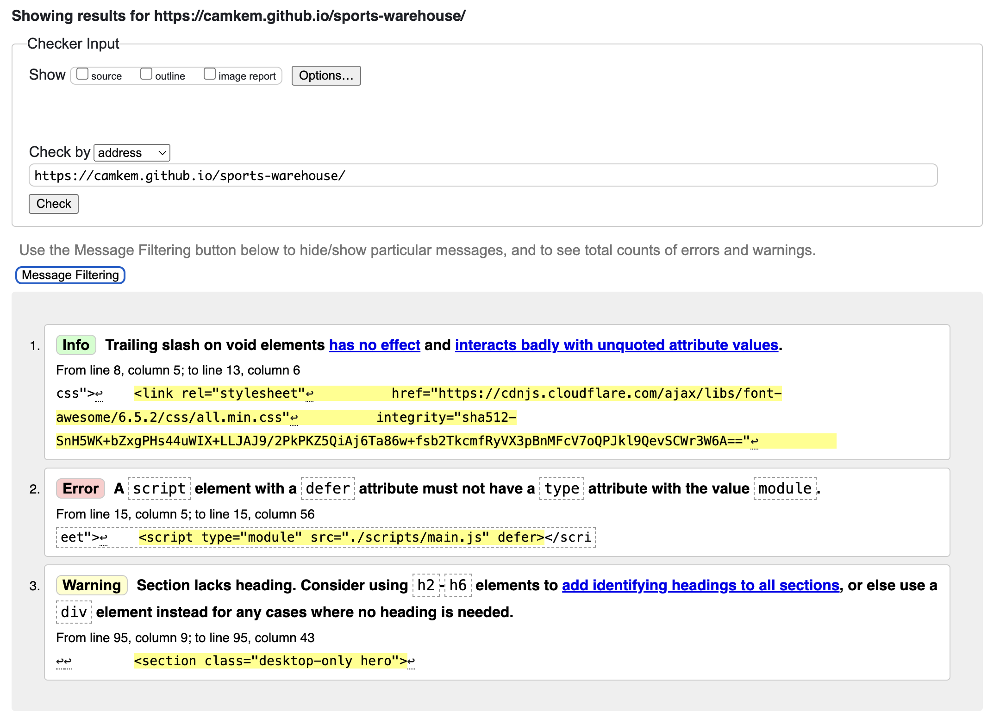 Showing results for https://camkem.github.io/sports-warehouse/
Checker Input
Show source outline image report Options...
Check by address
https://camkem.github.io/sports-warehouse/
Check
Use the Message Filtering button below to hide/show particular messages, and to see total counts of errors and warnings.
Message Filtering
1. Info Trailing slash on void elements has no effect and interacts badly with unquoted attribute values.
From line 8, column 5; to line 13, column 6
css">↩ <link rel="stylesheet"↩ href="https://cdnjs.cloudflare.com/ajax/libs/font-
awesome/6.5.2/css/all.min.css"↩ integrity="sha512-
SnH5WK+bZxgPHs44uWIX+LLJAJ9/2PkPKZ5QiAj6Ta86w+fsb2TkcmfRyVX3pBnMFcV7oQPJkl9QevSCWr3W6A=="↩
2. Error A script element with a defer attribute must not have a type attribute with the value module.
From line 15, column 5; to line 15, column 56
eet">↩ <script type="module" src="./scripts/main.js" defer></scri
3. Warning Section lacks heading. Consider using h2-h6 elements to add identifying headings to all sections, or else use a
div element instead for any cases where no heading is needed.
From line 95, column 9; to line 95, column 43
↩↩ <section class="desktop-only hero">↩